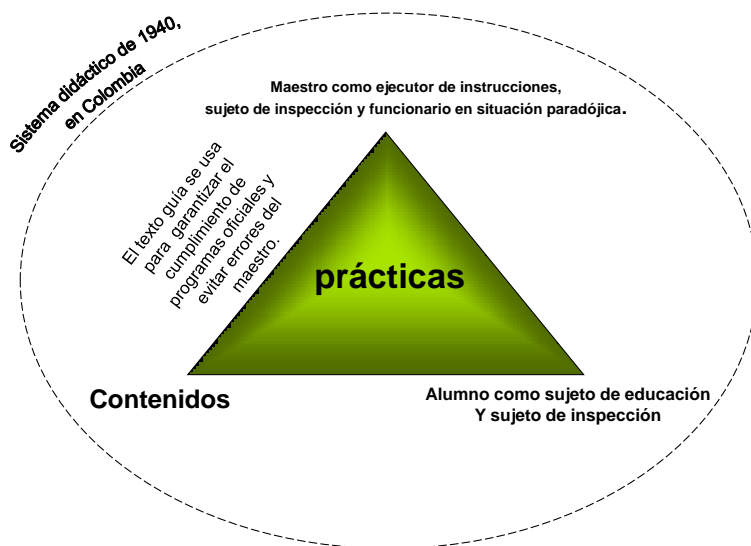 Sistema didáctico de 1940,
en Colombia
Maestro como ejecutor de instrucciones,
sujeto de inspección y funcionario en situación paradójica.
El texto guía se usa
para garantizar el
cumplimiento de
programas oficiales y
evitar errores del
maestro.
prácticas
Contenidos
Alumno como sujeto de educación
Y sujeto de inspección